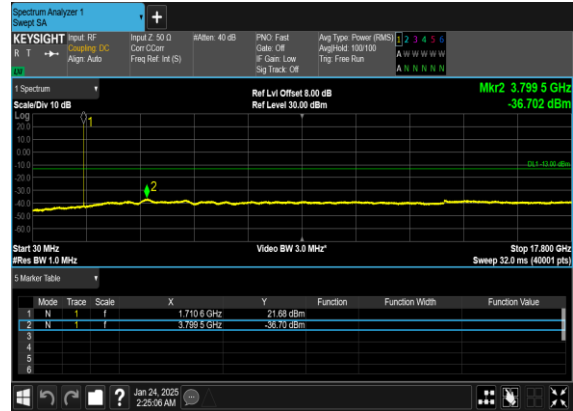 Spectrum Analyzer 1
Swept SA
+
KEYSIGHT Input: RF Input Z: 50 Ω #Atten: 40 dB PNO: Fast Avg Type: Power (RMS) 1 2 3 4 5 6
R T Coupling: DC Corr CCorr Gate: Off Avg|Hold: 100/100 A W W W W W
Align: Auto Freq Ref: Int (S) IF Gain: Low Trig: Free Run
LW Sig Track: Off A N N N N N
1 Spectrum Ref Lvl Offset 8.00 dB Mkr2 3.799 5 GHz
Scale/Div 10 dB Ref Level 30.00 dBm -36.702 dBm
Log
1
20.0
10.0
0.00
-10.0
DL1 -13.00 dBm
-20.0
-30.0
2
-40.0
-50.0
-60.0
Start 30 MHz Video BW 3.0 MHz* Stop 17.800 GHz
#Res BW 1.0 MHz Sweep 32.0 ms (40001 pts)
5 Marker Table
Mode Trace Scale X Y Function Function Width Function Value
1 N 1 f 1.710 6 GHz 21.68 dBm
2 N 1 f 3.799 5 GHz -36.70 dBm
3
4
5
6
? Jan 24, 2025
2:25:06 AM